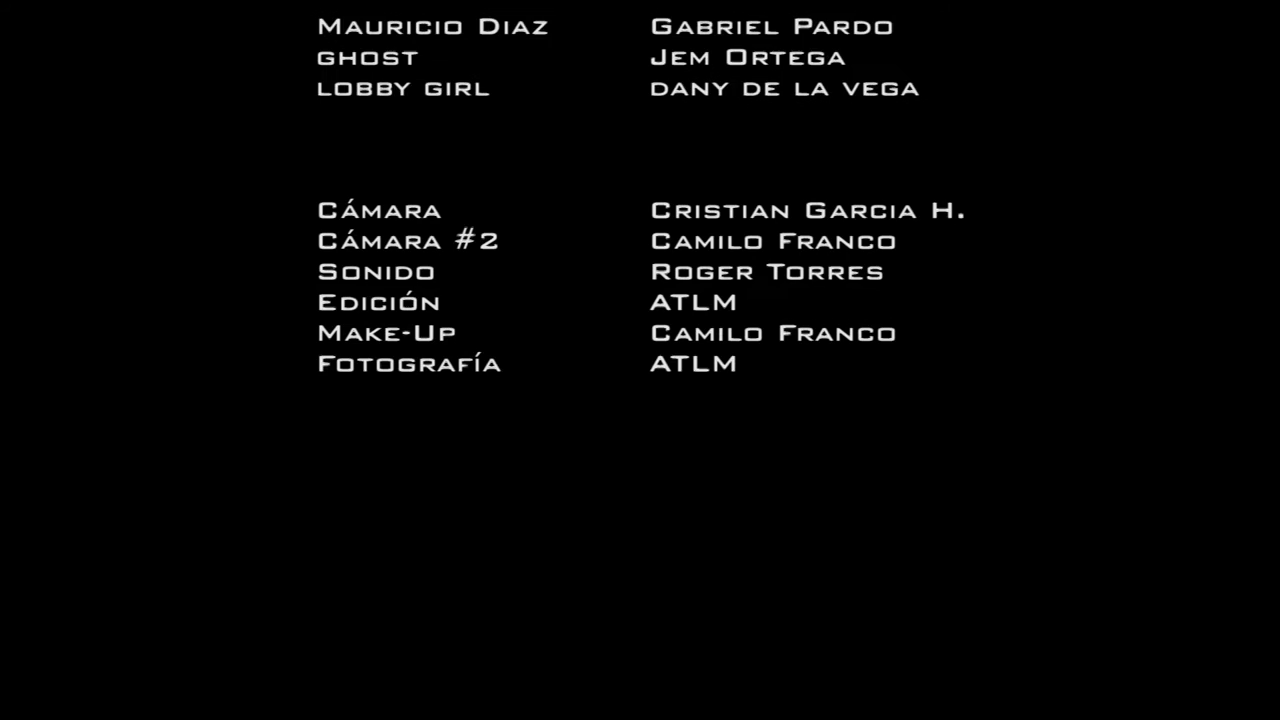 Mauricio Diaz Gabriel Pardo
GHOST Jem Ortega
LOBBY GIRL DANY DE LA VEGA
Cámara Cristian Garcia H.
Cámara #2 Camilo Franco
Sonido Roger Torres
Edición ATLM
Make-Up Camilo Franco
Fotografía ATLM